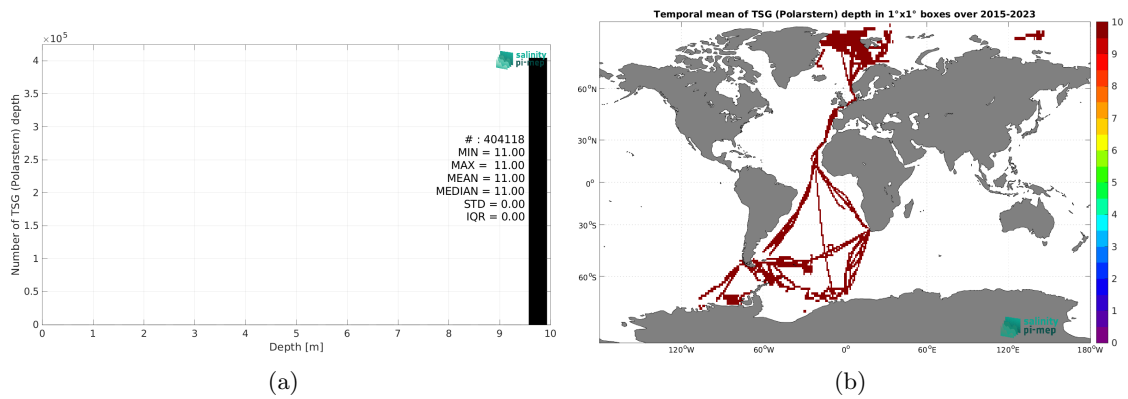 ×10⁵
4
3.5
3
2.5
2
1.5
1
0.5
0
Number of TSG (Polarstern) depth
salinity
pi-mep
# : 404118
MIN = 11.00
MAX = 11.00
MEAN = 11.00
MEDIAN = 11.00
STD = 0.00
IQR = 0.00
0 1 2 3 4 5 6 7 8 9 10
Depth [m]
(a)
Temporal mean of TSG (Polarstern) depth in 1°x1° boxes over 2015-2023
60°N
30°N
0°
30°S
60°S
120°W 60°W 0° 60°E 120°E 180°W
salinity
pi-mep
10
9
8
7
6
5
4
3
2
1
0
(b)